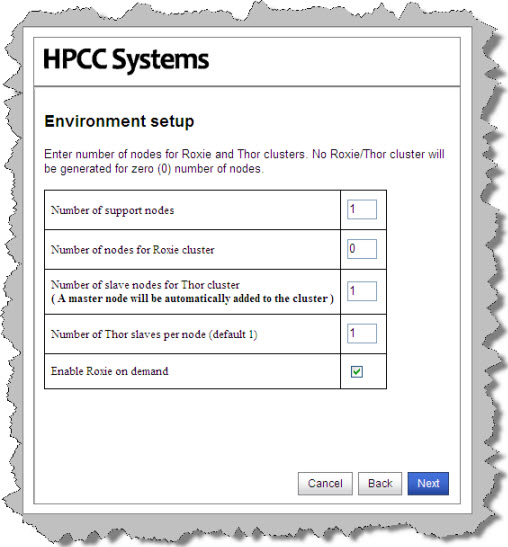 HPCC Systems
Environment setup
Enter number of nodes for Roxie and Thor clusters. No Roxie/Thor cluster will
be generated for zero (0) number of nodes.
Number of support nodes 1
Number of nodes for Roxie cluster 0
Number of slave nodes for Thor cluster
( A master node will be automatically added to the cluster ) 1
Number of Thor slaves per node (default 1) 1
Enable Roxie on demand
Cancel Back Next